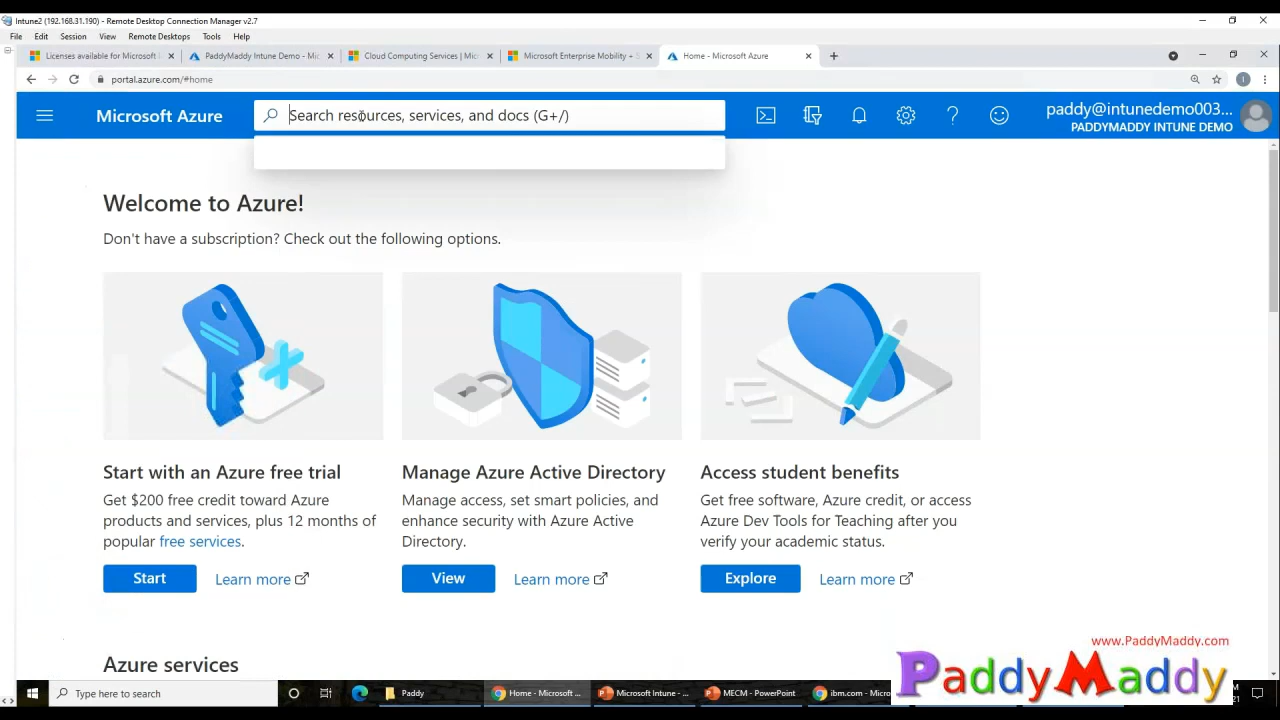 Intune2 (192.168.31.190) - Remote Desktop Connection Manager v2.7
File Edit Session View Remote Desktops Tools Help
Licenses available for Microsoft
PaddyMaddy Intune Demo - Mic
Cloud Computing Services | Micr
Microsoft Enterprise Mobility + S
Home - Microsoft Azure
portal.azure.com/#home
Microsoft Azure
Search resources, services, and docs (G+/)
paddy@intunedemo003...
PADDYMADDY INTUNE DEMO
Welcome to Azure!
Don't have a subscription? Check out the following options.
Start with an Azure free trial
Get $200 free credit toward Azure
products and services, plus 12 months of
popular free services.
Start Learn more
Manage Azure Active Directory
Manage access, set smart policies, and
enhance security with Azure Active
Directory.
View Learn more
Access student benefits
Get free software, Azure credit, or access
Azure Dev Tools for Teaching after you
verify your academic status.
Explore Learn more
Azure services
www.PaddyMaddy.com
PaddyMaddy
Type here to search
Paddy
Home - Microsoft ...
Microsoft Intune - ...
MECM - PowerPoint
ibm.com - Micros